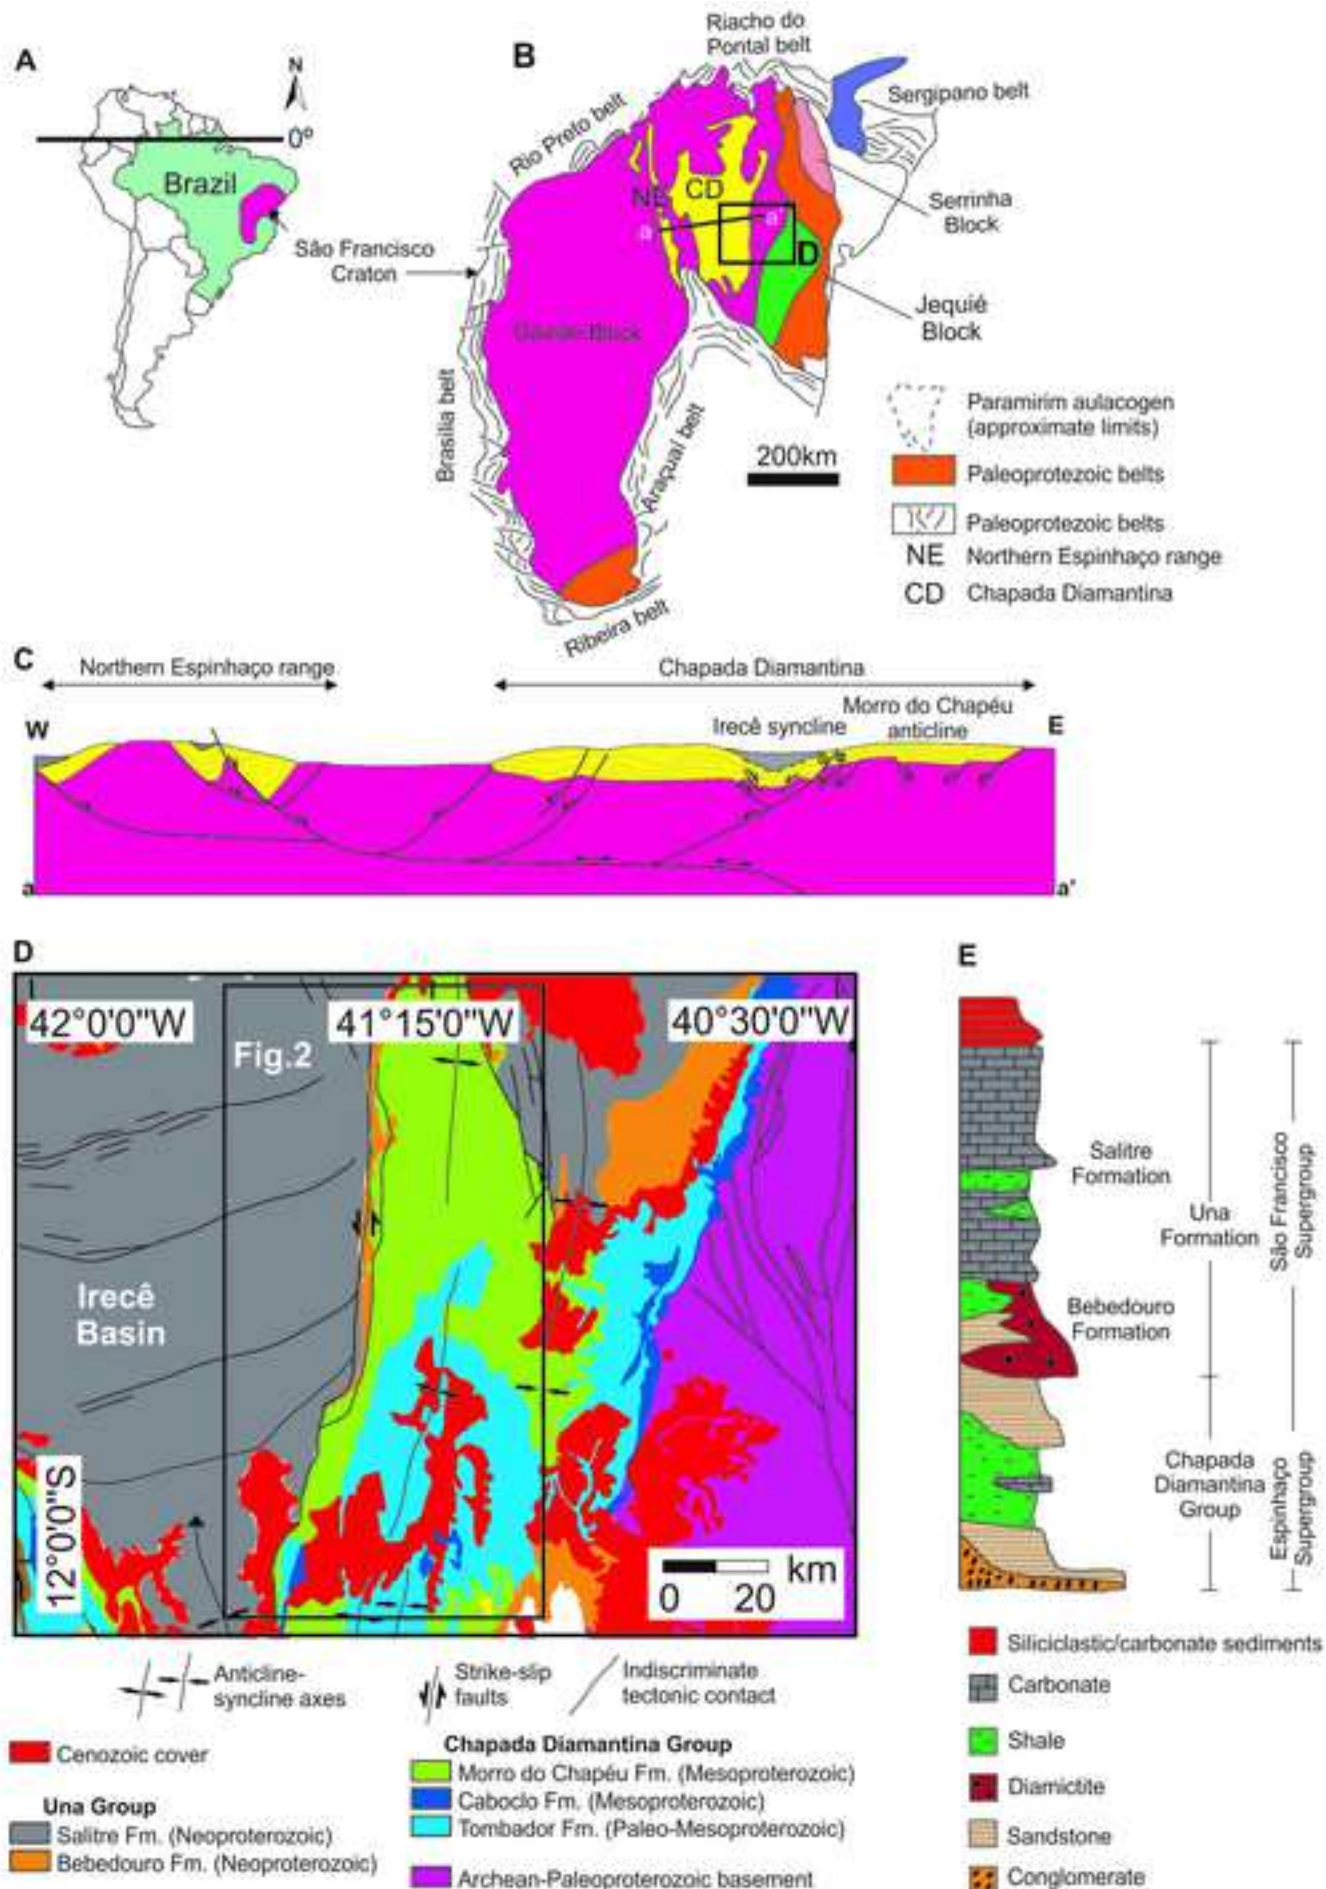 A
N
0º
Brazil
São Francisco
Craton
B
Riacho do
Pontal belt
Sergipano belt
Rio Preto belt
NE
CD
a
a'
D
Serrinha
Block
Jequié
Block
Gavião Block
Brasília belt
Araçuaí belt
Ribeira belt
200km
Paramirim aulacogen
(approximate limits)
Paleoprotezoic belts
Paleoprotezoic belts
NE Northern Espinhaço range
CD Chapada Diamantina
C
Northern Espinhaço range
Chapada Diamantina
W
Irecê syncline
Morro do Chapéu
anticline
E
a
a'
D
42°0'0"W
41°15'0"W
40°30'0"W
Fig.2
Irecê
Basin
12°0'0"S
km
0 20
Anticline-
syncline axes
Strike-slip
faults
Indiscriminate
tectonic contact
Cenozoic cover
Una Group
Salitre Fm. (Neoproterozoic)
Bebedouro Fm. (Neoproterozoic)
Chapada Diamantina Group
Morro do Chapéu Fm. (Mesoproterozoic)
Caboclo Fm. (Mesoproterozoic)
Tombador Fm. (Paleo-Mesoproterozoic)
Archean-Paleoproterozoic basement
E
Salitre
Formation
Bebedouro
Formation
Una
Formation
São Francisco
Supergroup
Chapada
Diamantina
Group
Espinhaço
Supergroup
Siliciclastic/carbonate sediments
Carbonate
Shale
Diamictite
Sandstone
Conglomerate